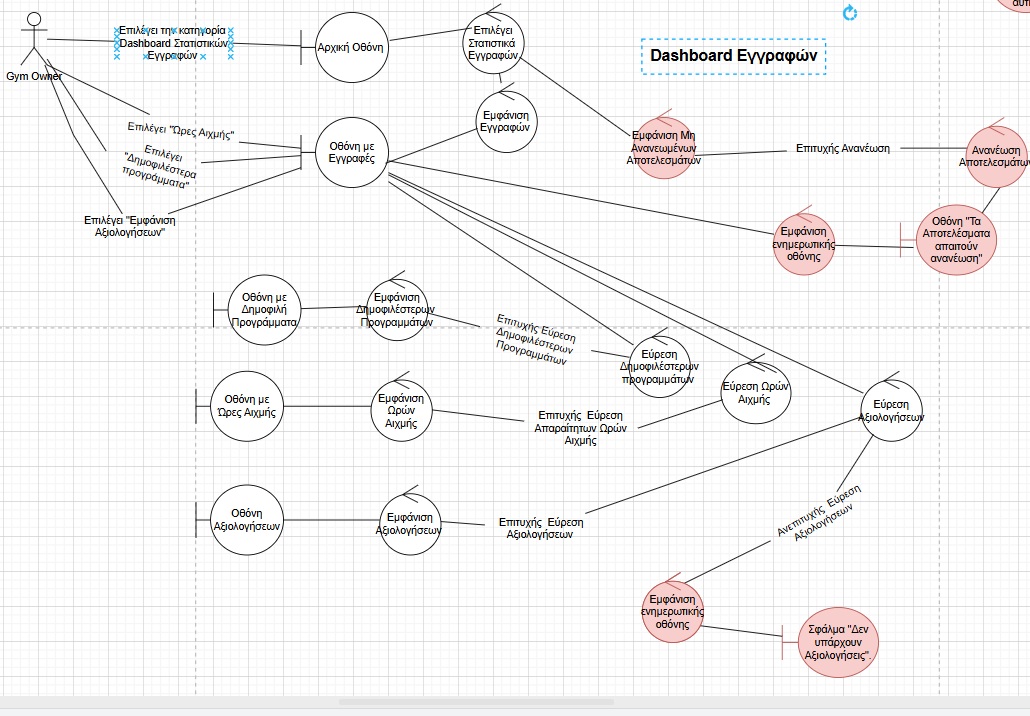 Επιλέγει την κατηγορία
Dashboard Στατιστικών
Εγγραφών
Gym Owner
Αρχική Οθόνη
Επιλέγει
Στατιστικά
Εγγραφών
Dashboard Εγγραφών
Εμφάνιση
Εγγραφών
Επιλέγει "Ώρες Αιχμής"
Επιλέγει
"Δημοφιλέστερα
προγράμματα"
Οθόνη με
Εγγραφές
Εμφάνιση Μη
Ανανεωμένων
Αποτελεσμάτων
Επιτυχής Ανανέωση
Ανανέωση
Αποτελεσμάτων
Επιλέγει "Εμφάνιση
Αξιολογήσεων"
Εμφάνιση
ενημερωτικής
οθόνης
Οθόνη "Τα
Αποτελέσματα
απαιτούν
ανανέωση"
Οθόνη με
Δημοφιλή
Προγράμματα
Εμφάνιση
Δημοφιλέστερων
Προγραμμάτων
Επιτυχής Εύρεση
Δημοφιλέστερων
Προγραμμάτων
Εύρεση
Δημοφιλέστερων
προγραμμάτων
Εύρεση Ωρών
Αιχμής
Εύρεση
Αξιολογήσεων
Οθόνη με
Ώρες Αιχμής
Εμφάνιση
Ωρών
Αιχμής
Επιτυχής Εύρεση
Απαραίτητων Ωρών
Αιχμής
Οθόνη
Αξιολογήσεων
Εμφάνιση
Αξιολογήσεων
Επιτυχής Εύρεση
Αξιολογήσεων
Ανεπιτυχής Εύρεση
Αξιολογήσεων
Εμφάνιση
ενημερωτικής
οθόνης
Σφάλμα "Δεν
υπάρχουν
Αξιολογήσεις".